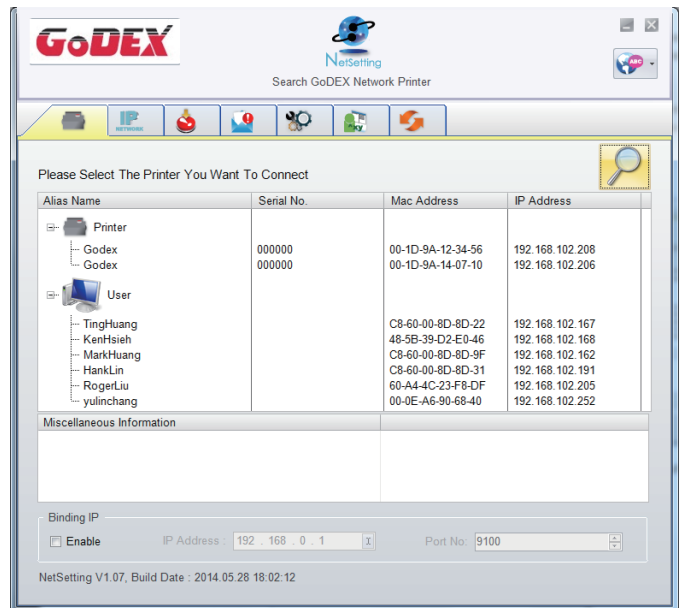 GoDEX
NetSetting
Search GoDEX Network Printer
ABC
IP
NETWORK
Please Select The Printer You Want To Connect
Alias Name Serial No. Mac Address IP Address
Printer
Godex 000000 00-1D-9A-12-34-56 192.168.102.208
Godex 000000 00-1D-9A-14-07-10 192.168.102.206
User
TingHuang C8-60-00-8D-8D-22 192.168.102.167
KenHsieh 48-5B-39-D2-E0-46 192.168.102.168
MarkHuang C8-60-00-8D-8D-9F 192.168.102.162
HankLin C8-60-00-8D-8D-31 192.168.102.191
RogerLiu 60-A4-4C-23-F8-DF 192.168.102.205
yulinchang 00-0E-A6-90-68-40 192.168.102.252
Miscellaneous Information
Binding IP
Enable IP Address : 192 . 168 . 0 . 1 Port No: 9100
NetSetting V1.07, Build Date : 2014.05.28 18:02:12